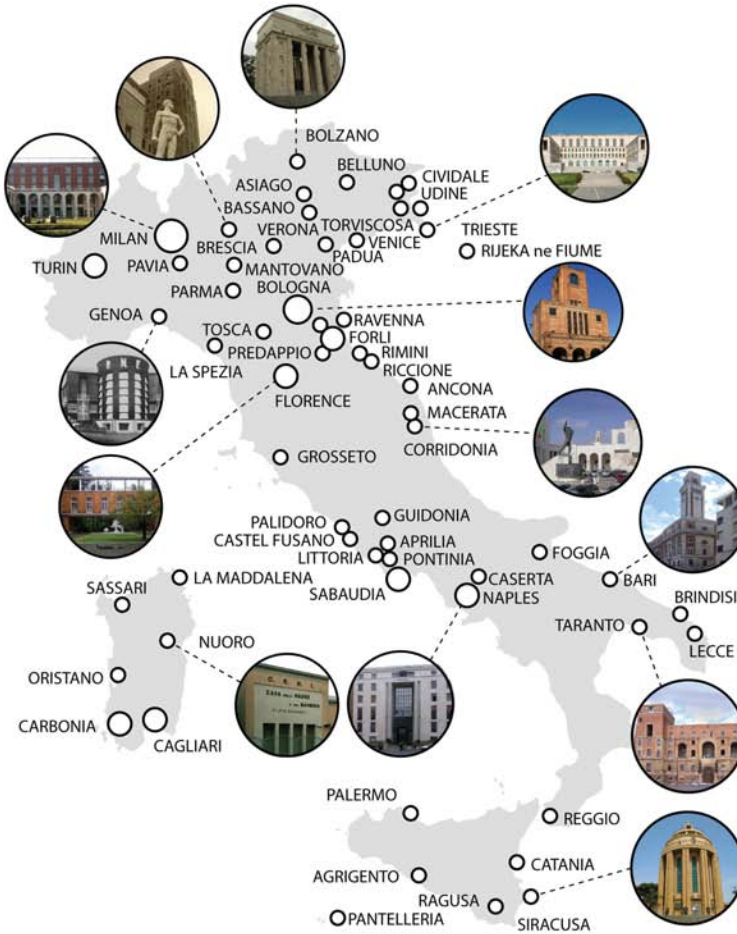 BOLZANO
BELLUNO
CIVIDALE
UDINE
ASIAGO
BASSANO
TORVISCOSA
VERONA
VENICE
TRIESTE
MILAN
BRESCIA
PADUA
RIJEKA ne FIUME
TURIN
PAVIA
MANTOVANO
PARMA
BOLOGNA
GENOA
RAVENNA
TOSCA
FORLI
PREDAPPIO
RIMINI
LA SPEZIA
RICCIONE
FLORENCE
ANCONA
MACERATA
CORRIDONIA
GROSSETO
PALIDORO
GUIDONIA
CASTEL FUSANO
APRILIA
LITTORIA
PONTINIA
FOGGIA
LA MADDALENA
SABAUDIA
CASERTA
NAPLES
BARI
SASSARI
BRINDISI
TARANTO
NUORO
LECCE
ORISTANO
CASA DELLA MADRE
CARBONIA
CAGLIARI
PALERMO
REGGIO
AGRIGENTO
CATANIA
RAGUSA
SIRACUSA
PANTELLERIA